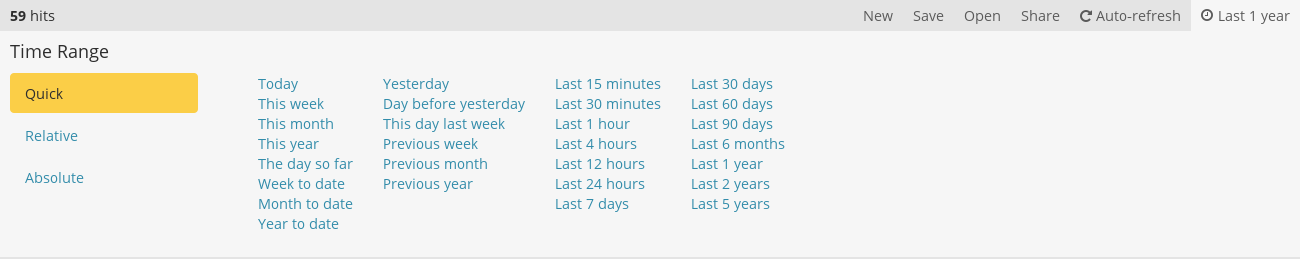 59 hits
New Save Open Share Auto-refresh Last 1 year
Time Range
Quick
Relative
Absolute
Today
This week
This month
This year
The day so far
Week to date
Month to date
Year to date
Yesterday
Day before yesterday
This day last week
Previous week
Previous month
Previous year
Last 15 minutes
Last 30 minutes
Last 1 hour
Last 4 hours
Last 12 hours
Last 24 hours
Last 7 days
Last 30 days
Last 60 days
Last 90 days
Last 6 months
Last 1 year
Last 2 years
Last 5 years